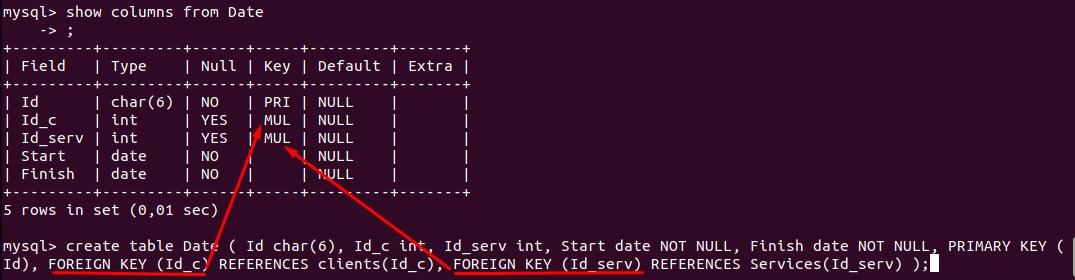 mysql> show columns from Date
    -> ;
+---------+---------+------+-----+---------+-------+
| Field   | Type    | Null | Key | Default | Extra |
+---------+---------+------+-----+---------+-------+
| Id      | char(6) | NO   | PRI | NULL    |       |
| Id_c    | int     | YES  | MUL | NULL    |       |
| Id_serv | int     | YES  | MUL | NULL    |       |
| Start   | date    | NO   |     | NULL    |       |
| Finish  | date    | NO   |     | NULL    |       |
+---------+---------+------+-----+---------+-------+
5 rows in set (0,01 sec)
mysql> create table Date ( Id char(6), Id_c int, Id_serv int, Start date NOT NULL, Finish date NOT NULL, PRIMARY KEY (
Id), FOREIGN KEY (Id_c) REFERENCES clients(Id_c), FOREIGN KEY (Id_serv) REFERENCES Services(Id_serv) );